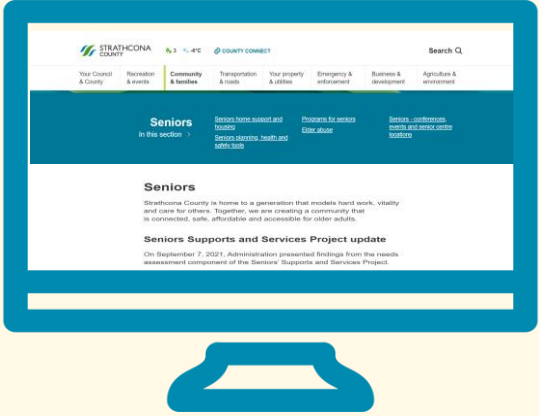 STRATHCONA
COUNTY
3
-4°C
COUNTY CONNECT
Search
Your Council
& County
Recreation
& events
Community
& families
Transportation
& roads
Your property
& utilities
Emergency &
enforcement
Business &
development
Agriculture &
environment
Seniors
In this section >
Seniors home support and
housing
Seniors planning, health and
safety tools
Programs for seniors
Elder abuse
Seniors - conferences,
events and senior centre
locations
Seniors
Strathcona County is home to a generation that models hard work, vitality
and care for others. Together, we are creating a community that
is connected, safe, affordable and accessible for older adults.
Seniors Supports and Services Project update
On September 7, 2021, Administration presented findings from the needs
assessment component of the Seniors' Supports and Services Project.